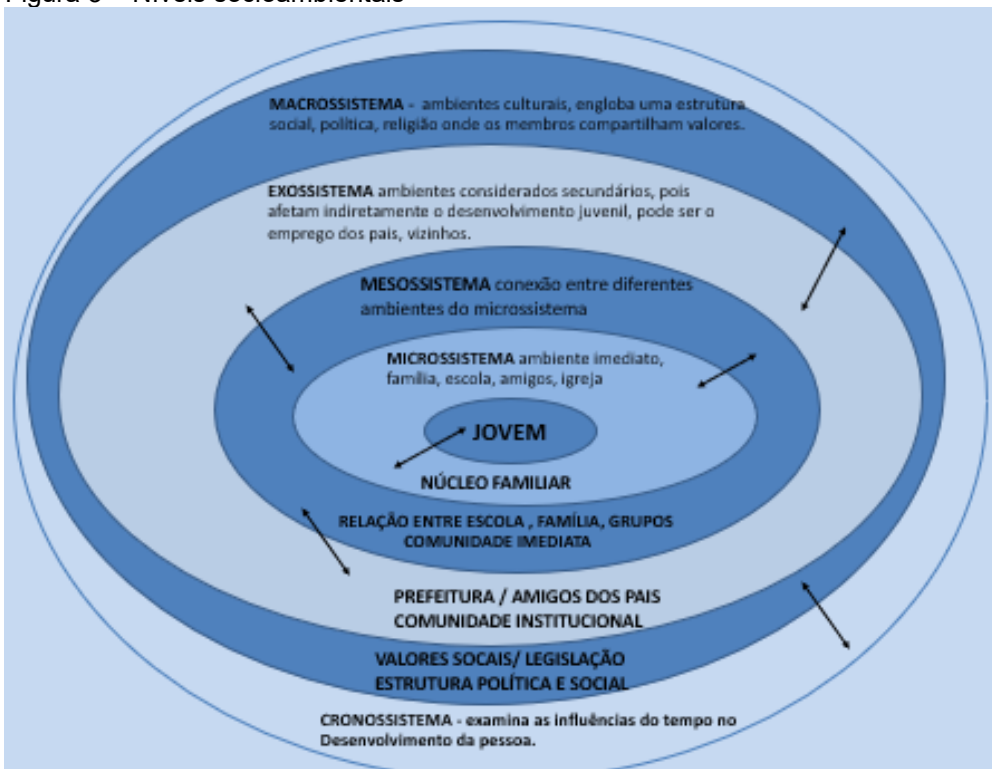 Níveis socioambientais
MACROSSISTEMA - ambientes culturais, engloba uma estrutura
social, política, religião onde os membros compartilham valores.
EXOSSISTEMA ambientes considerados secundários, pois
afetam indiretamente o desenvolvimento juvenil, pode ser o
emprego dos pais, vizinhos.
MESOSSISTEMA conexão entre diferentes
ambientes do microssistema
MICROSSISTEMA ambiente imediato,
família, escola, amigos, igreja
JOVEM
NÚCLEO FAMILIAR
RELAÇÃO ENTRE ESCOLA , FAMÍLIA, GRUPOS
COMUNIDADE IMEDIATA
PREFEITURA / AMIGOS DOS PAIS
COMUNIDADE INSTITUCIONAL
VALORES SOCAIS/ LEGISLAÇÃO
ESTRUTURA POLÍTICA E SOCIAL
CRONOSSISTEMA - examina as influências do tempo no
Desenvolvimento da pessoa.